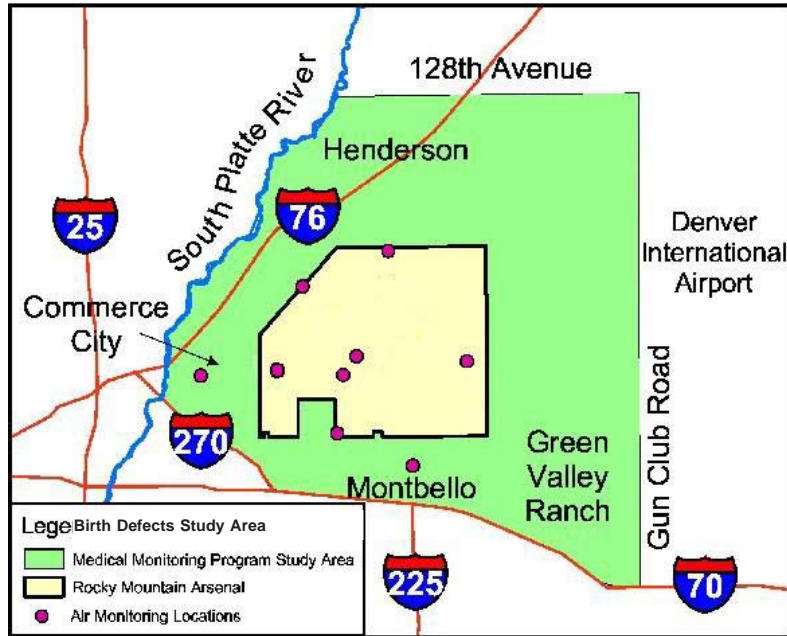 128th Avenue
South Platte River
Henderson
25
76
Denver
International
Airport
Commerce
City
270
Green
Valley
Ranch
Gun Club Road
Montbello
Lege Birth Defects Study Area
Medical Monitoring Program Study Area
Rocky Mountain Arsenal
Air Monitoring Locations
225
70